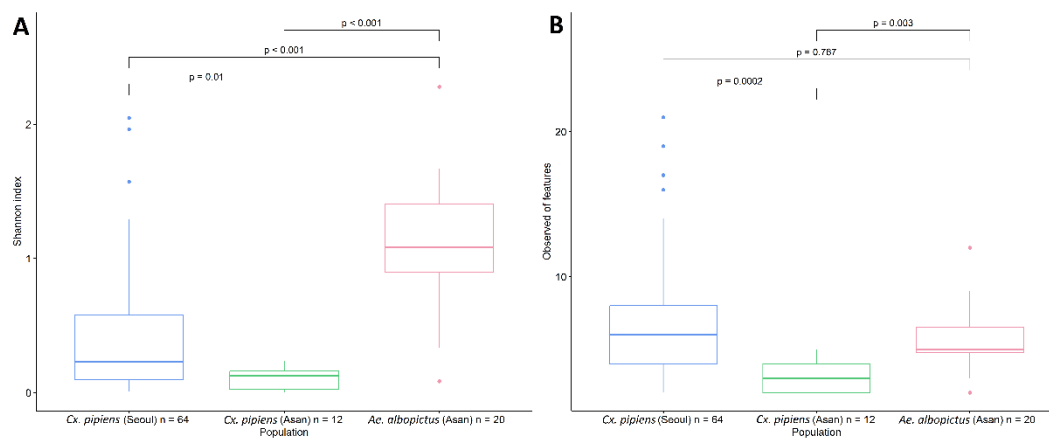 A
p < 0.001
p < 0.001
p = 0.01
2
1
0
Shannon index
Cx. pipiens (Seoul) n = 64
Cx. pipiens (Asan) n = 12
Ae. albopictus (Asan) n = 20
Population
B
p = 0.003
p = 0.787
p = 0.0002
20
10
Observed of features
Cx. pipiens (Seoul) n = 64
Cx. pipiens (Asan) n = 12
Ae. albopictus (Asan) n = 20
Population